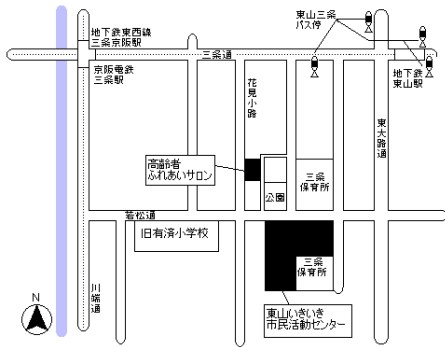 地下鉄東西線
三条京阪駅
京阪電鉄
三条駅
東山三条
バス停
三条通
地下鉄
東山駅
花見小路
東大路通
高齢者
ふれあいサロン
公園
三条
保育所
若松通
旧有済小学校
三条
保育所
川端通
東山いきいき
市民活動センター
N